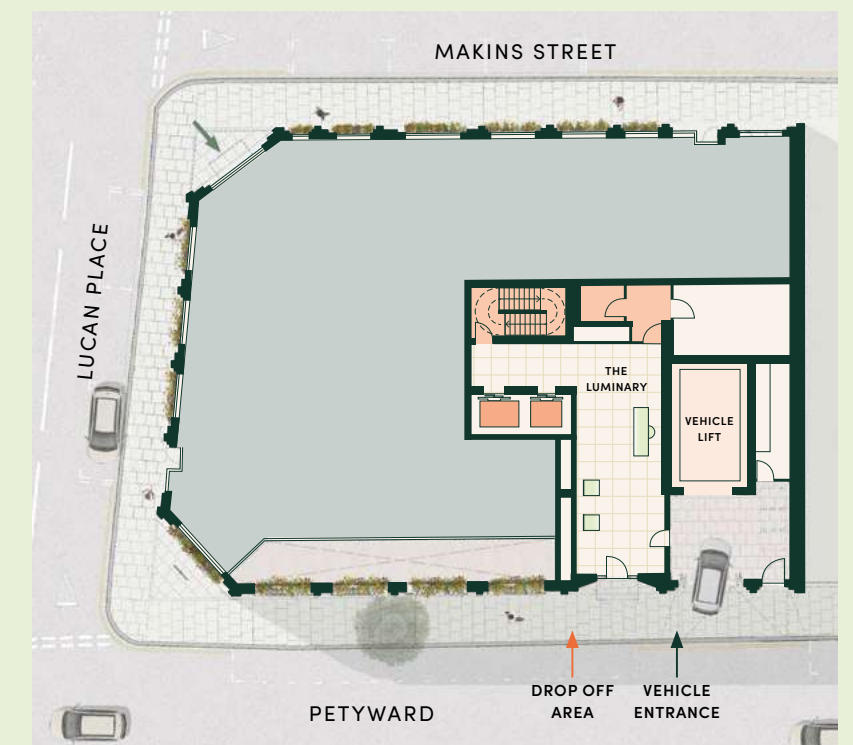 MAKINS STREET
LUCAN PLACE
THE
LUMINARY
VEHICLE
LIFT
DROP OFF
AREA
VEHICLE
ENTRANCE
PETYWARD